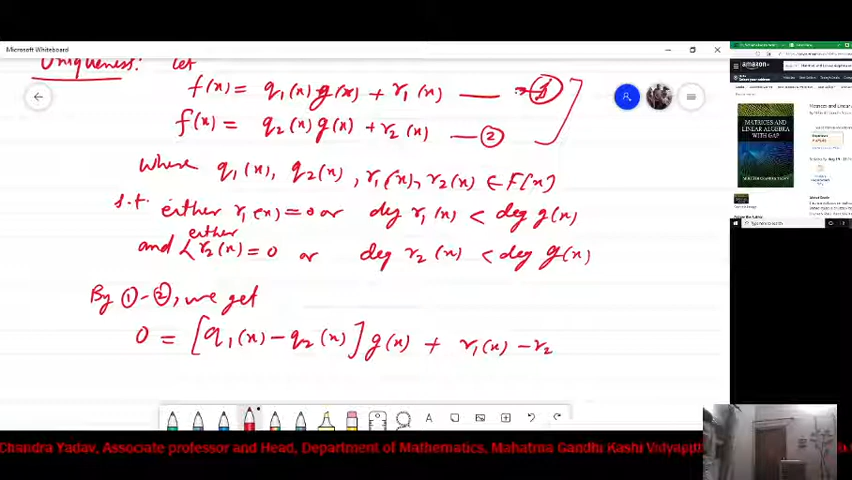 Microsoft Whiteboard
Uniqueness: let
f(x) = q₁(x)g(x) + r₁(x) —— ①
f(x) = q₂(x)g(x) + r₂(x) —— ②
where q₁(x), q₂(x), r₁(x), r₂(x) ∈ F[x]
s.t. either r₁(x) = 0 or deg r₁(x) < deg g(x)
and either r₂(x) = 0 or deg r₂(x) < deg g(x)
By ① - ②, we get
0 = [q₁(x) - q₂(x)] g(x) + r₁(x) - r₂
amazon
MATRICES AND
LINEAR ALGEBRA
WITH GAP
Chandra Yadav, Associate professor and Head, Department of Mathematics, Mahatma Gandhi Kashi Vidyapith